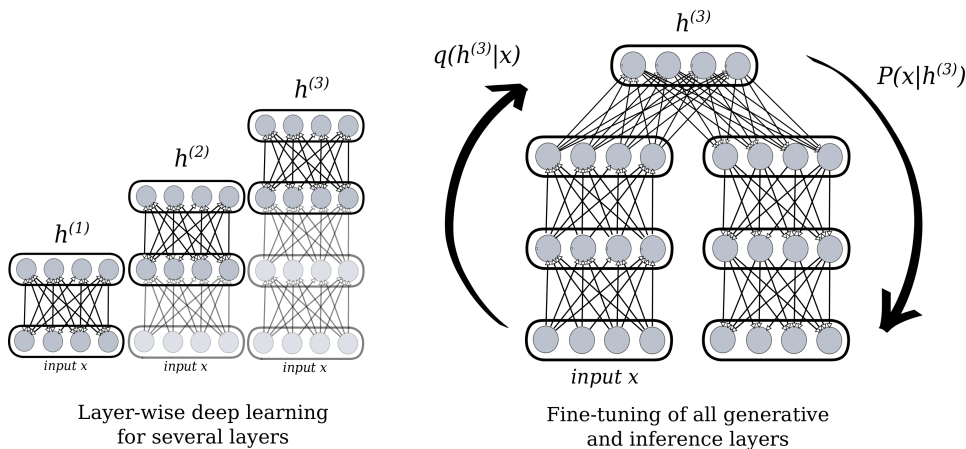 h(1)
input x
h(2)
input x
h(3)
input x
Layer-wise deep learning
for several layers
h(3)
q(h(3)|x)
P(x|h(3))
input x
Fine-tuning of all generative
and inference layers